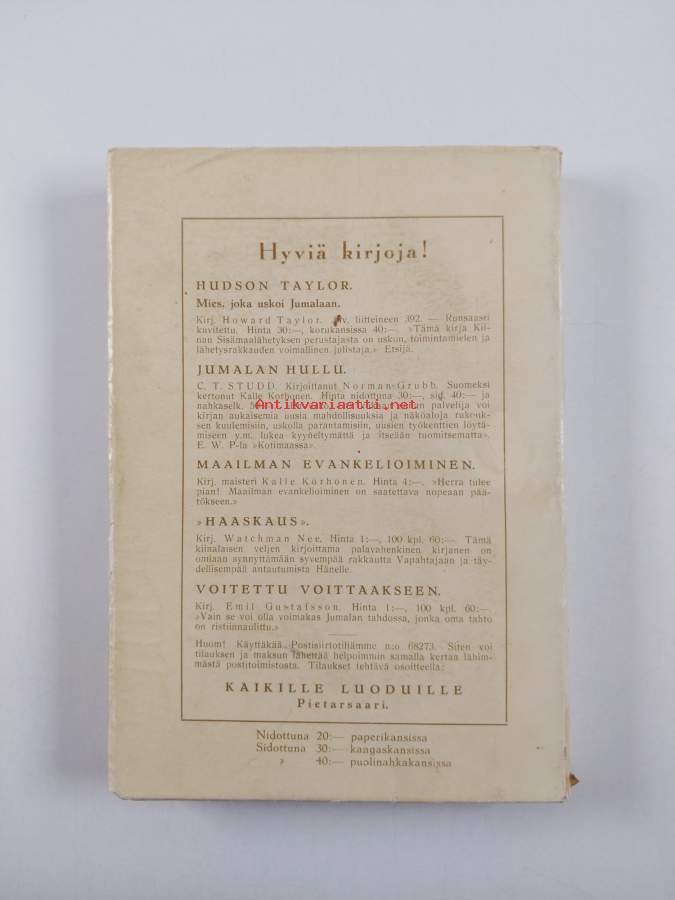 Hyviä kirjoja!
HUDSON TAYLOR.
Mies, joka uskoi Jumalaan.
Kirj. Howard Taylor. siv. liitteineen 392. — Runsaasti
kuvitettu. Hinta 30:—, korukansissa 40:—. »Tämä kirja Kii-
nan Sisämaalähetyksen perustajasta on uskon, toimintamielen ja
lähetysrakkauden voimallinen julistaja.» Etsijä.
JUMALAN HULLU.
C. T. STUDD. Kirjoittanut Norman Grubb. Suomeksi
kertonut Kalle Korhonen. Hinta nidottuna 30:—, sid. 40:— ja
nahkaselk. palvelija voi
Antikvariaatti.net
kirjan aukaisemia uusia mahdollisuuksia ja näköaloja rukouk-
sen kuulemisiin, uskolla parantamisiin, uusien työkenttien löytä-
miseen y.m. lukea kyyneltymättä ja itseään tuomitsematta».
E. W. P-la »Kotimaassa».
MAAILMAN EVANKELIOIMINEN.
Kirj. maisteri Kalle Korhonen. Hinta 4:—. »Herra tulee
pian! Maailman evankelioiminen on saatettava nopeaan pää-
tökseen.»
»HAASKAUS».
Kirj. Watchman Nee. Hinta 1:—, 100 kpl. 60:— Tämä
kiinalaisen veljen kirjoittama palavahenkinen kirjanen on
omiaan synnyttämään syvempää rakkautta Vapahtajaan ja täy-
dellisempää antautumista Hänelle.
VOITETTU VOITTAAKSEEN.
Kirj. Emil Gustafsson. Hinta 1:—, 100 kpl. 60:—
»Vain se voi olla voimakas Jumalan tahdossa, jonka oma tahto
on ristiinnaulittu.»
Huom! Käyttäkää Postisiirtotiliämme n:o 68273. Siten voi
tilauksen ja maksun lähettää helpoimmin samalla kertaa lähim-
mästä postitoimistosta. Tilaukset tehtävä osoitteella:
KAIKILLE LUODUILLE
Pietarsaari.
Nidottuna 20:— paperikansissa
Sidottuna 30:— kangaskansissa
» 40:— puolinahkakansissa